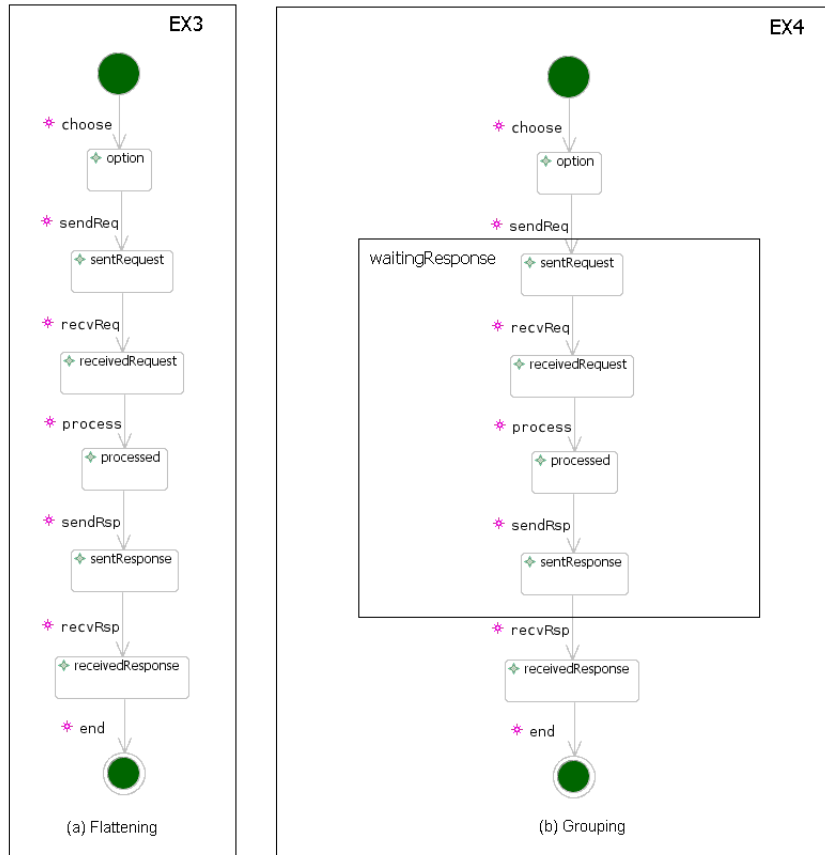 EX3
choose
option
sendReq
sentRequest
recvReq
receivedRequest
process
processed
sendRsp
sentResponse
recvRsp
receivedResponse
end
(a) Flattening
EX4
choose
option
sendReq
waitingResponse
sentRequest
recvReq
receivedRequest
process
processed
sendRsp
sentResponse
recvRsp
receivedResponse
end
(b) Grouping